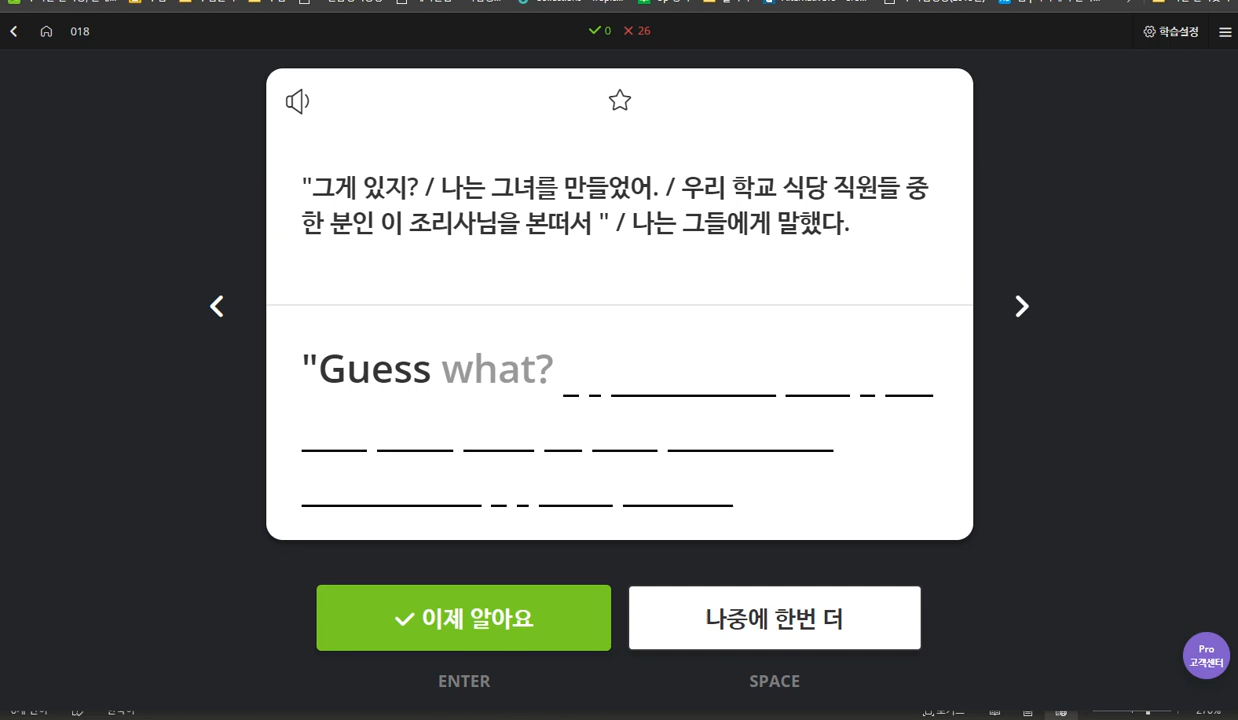 018
0
26
학습설정
"그게 있지? / 나는 그녀를 만들었어. / 우리 학교 식당 직원들 중
한 분인 이 조리사님을 본떠서 " / 나는 그들에게 말했다.
"Guess what?
이제 알아요
나중에 한번 더
ENTER
SPACE
Pro
고객센터